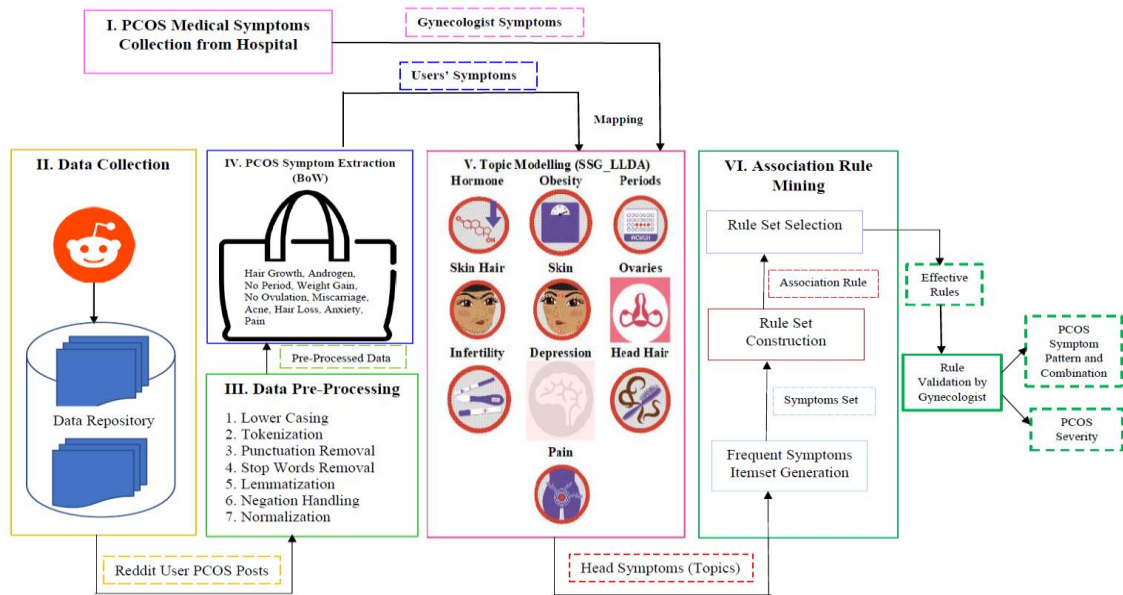 I. PCOS Medical Symptoms
Collection from Hospital
Gynecologist Symptoms
Users' Symptoms
Mapping
II. Data Collection
Data Repository
IV. PCOS Symptom Extraction
(BoW)
Hair Growth, Androgen,
No Period, Weight Gain,
No Ovulation, Miscarriage,
Acne, Hair Loss, Anxiety,
Pain
Pre-Processed Data
III. Data Pre-Processing
1. Lower Casing
2. Tokenization
3. Punctuation Removal
4. Stop Words Removal
5. Lemmatization
6. Negation Handling
7. Normalization
Reddit User PCOS Posts
V. Topic Modelling (SSG_LLDA)
Hormone
Obesity
Periods
OH
Skin Hair
Skin
Ovaries
Infertility
Depression
Head Hair
Pain
Head Symptoms (Topics)
VI. Association Rule
Mining
Rule Set Selection
Association Rule
Rule Set
Construction
Symptoms Set
Frequent Symptoms
Itemset Generation
Effective
Rules
Rule
Validation by
Gynecologist
PCOS
Symptom
Pattern and
Combination
PCOS
Severity